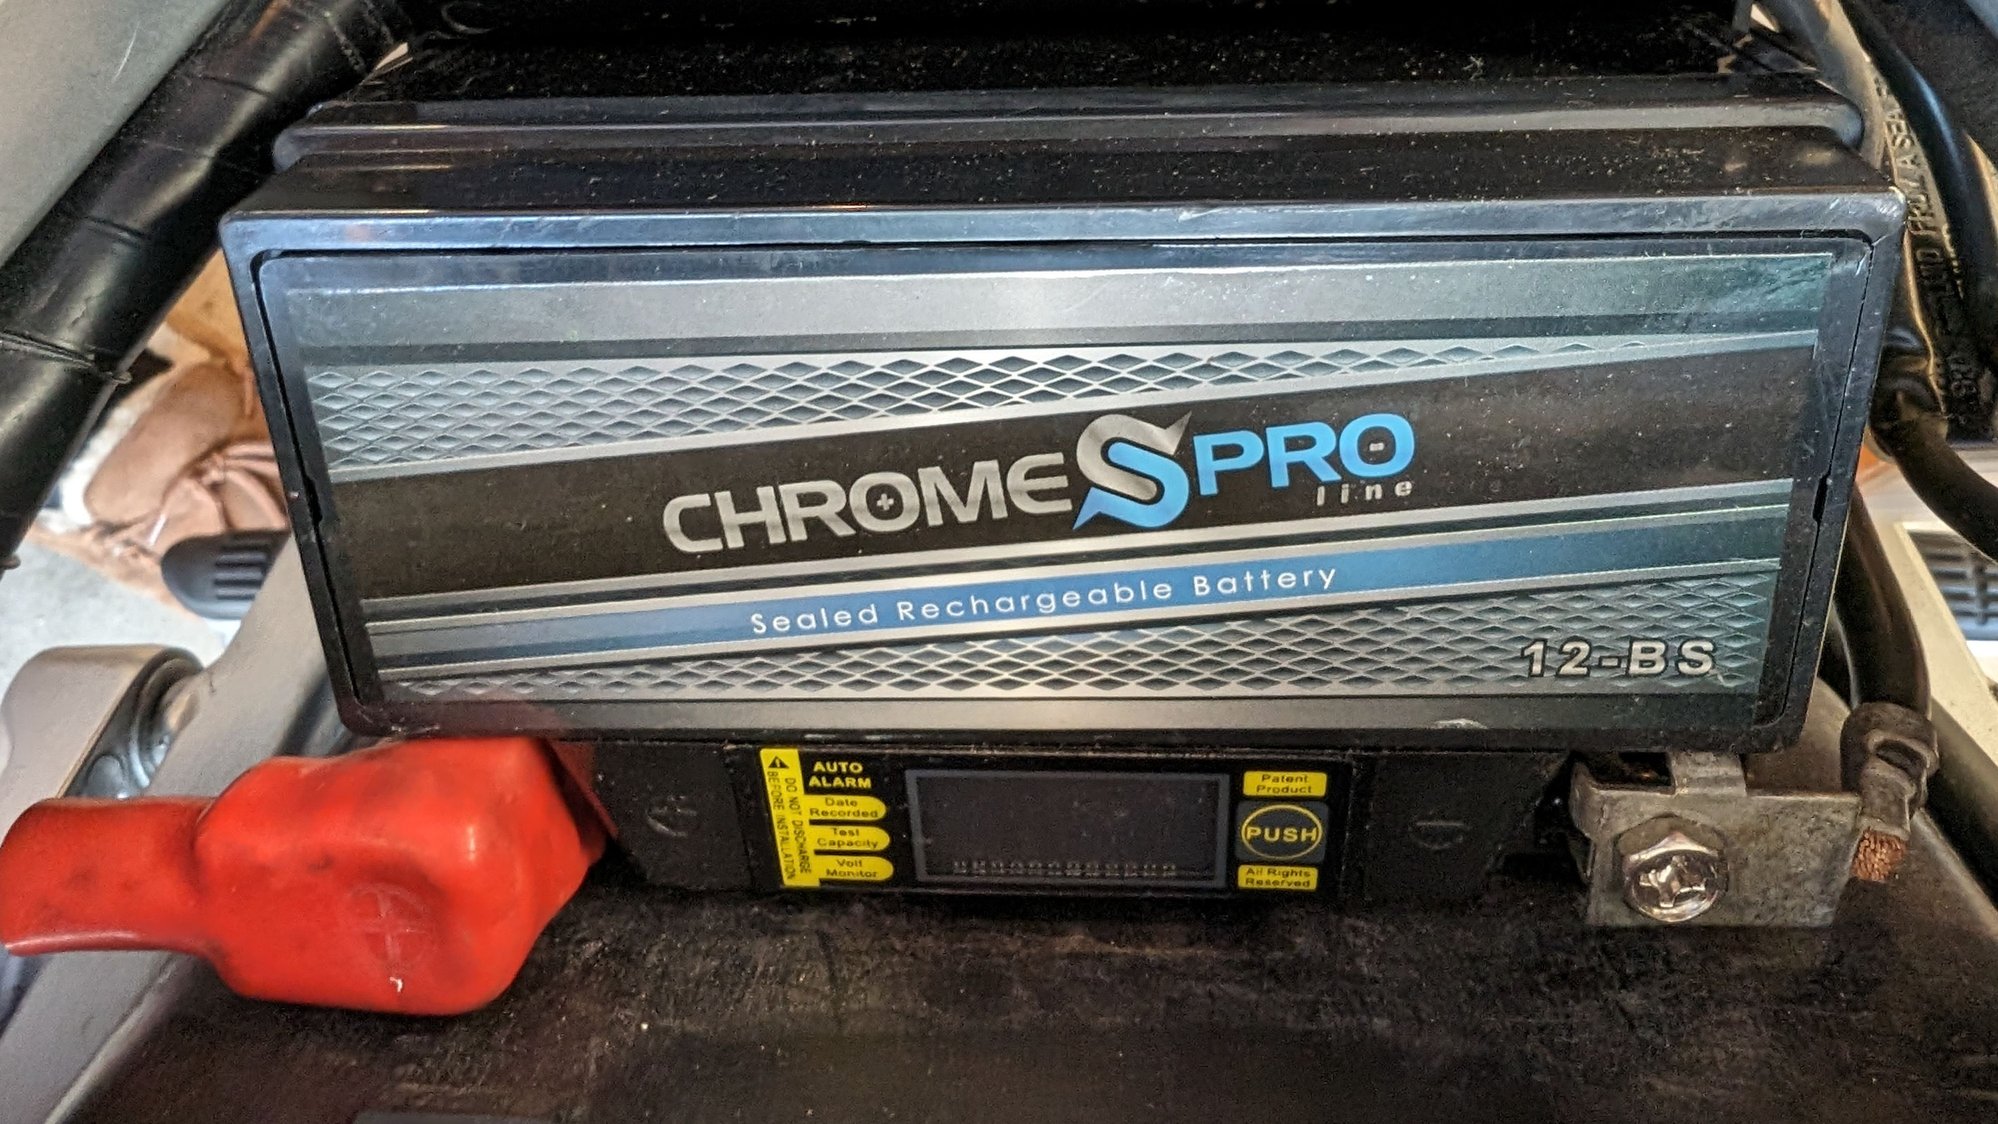 CHROME S PRO
line
Sealed Rechargeable Battery
12-BS
DO NOT DISCHARGE
BEFORE INSTALLATION
AUTO
ALARM
Date
Recorded
Test
Capacity
Volt
Monitor
Patent
Product
PUSH
All Rights
Reserved